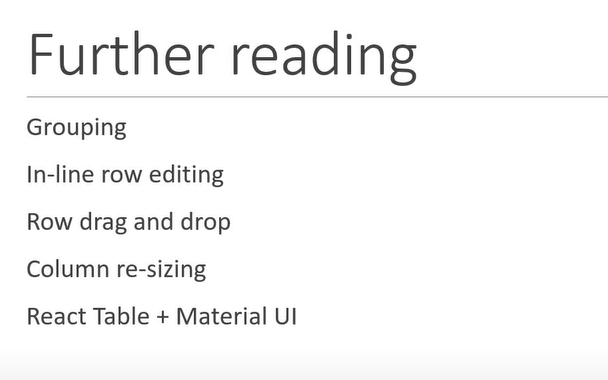 Further reading
Grouping
In-line row editing
Row drag and drop
Column re-sizing
React Table + Material UI